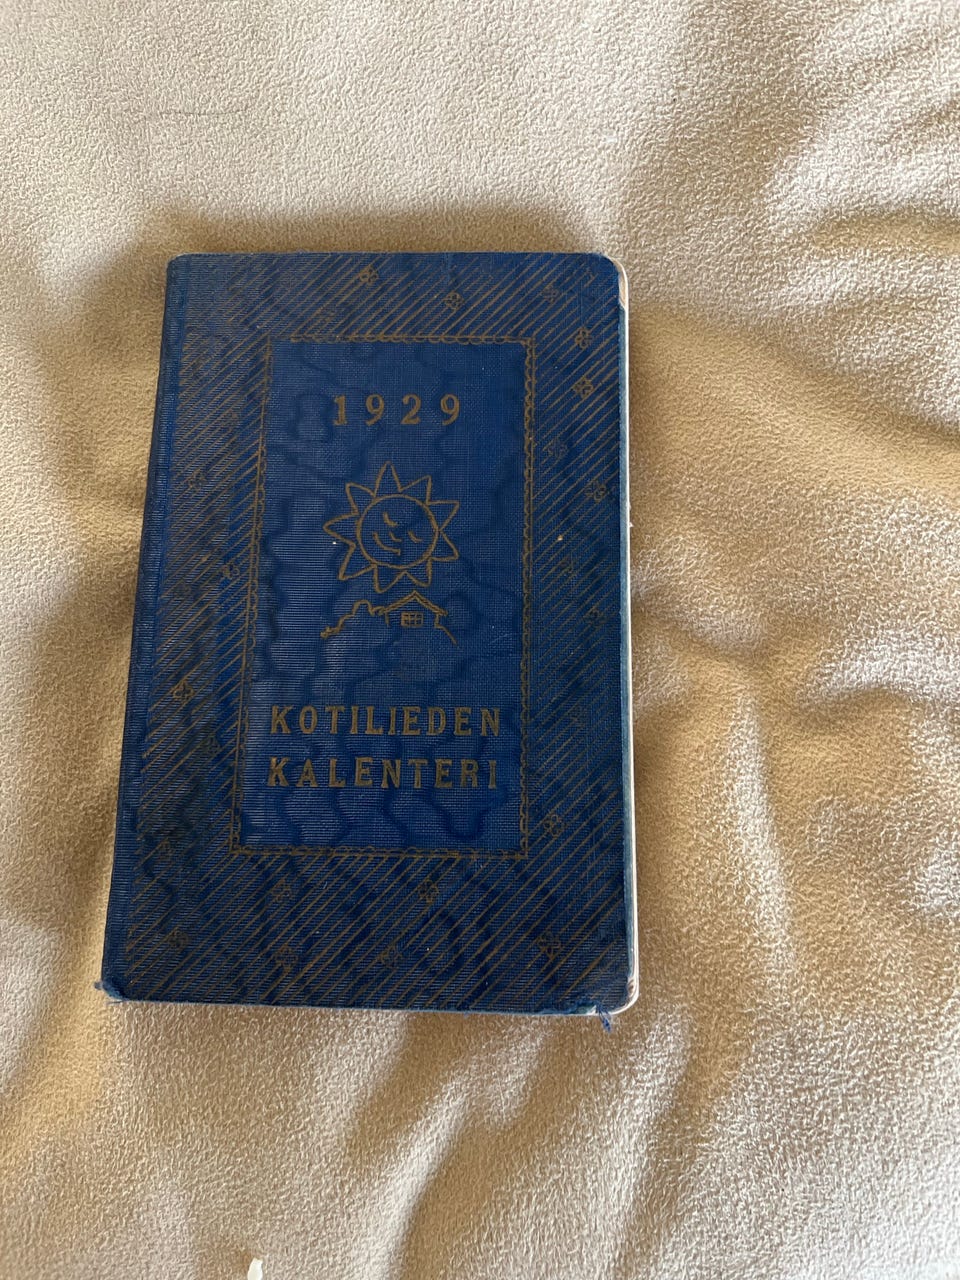 1929
KOTILIEDEN
KALENTERI